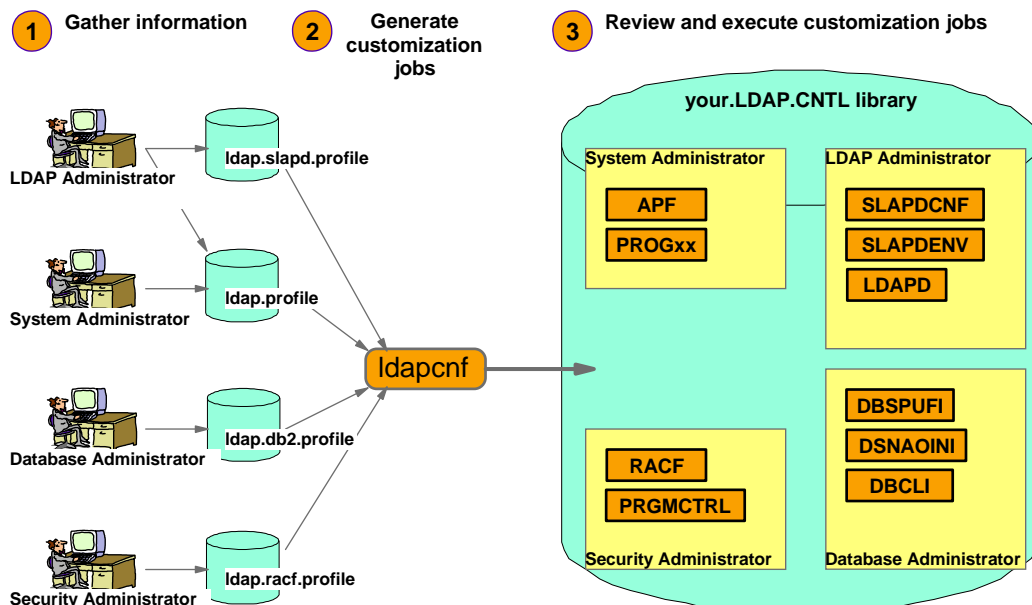 1 Gather information
2 Generate
customization
jobs
3 Review and execute customization jobs
LDAP Administrator
ldap.slapd.profile
System Administrator
ldap.profile
Database Administrator
ldap.db2.profile
Security Administrator
ldap.racf.profile
ldapcnf
your.LDAP.CNTL library
System Administrator
APF
PROGxx
LDAP Administrator
SLAPDCNF
SLAPDENV
LDAPD
RACF
PRGMCTRL
Security Administrator
DBSPUFI
DSNAOINI
DBCLI
Database Administrator